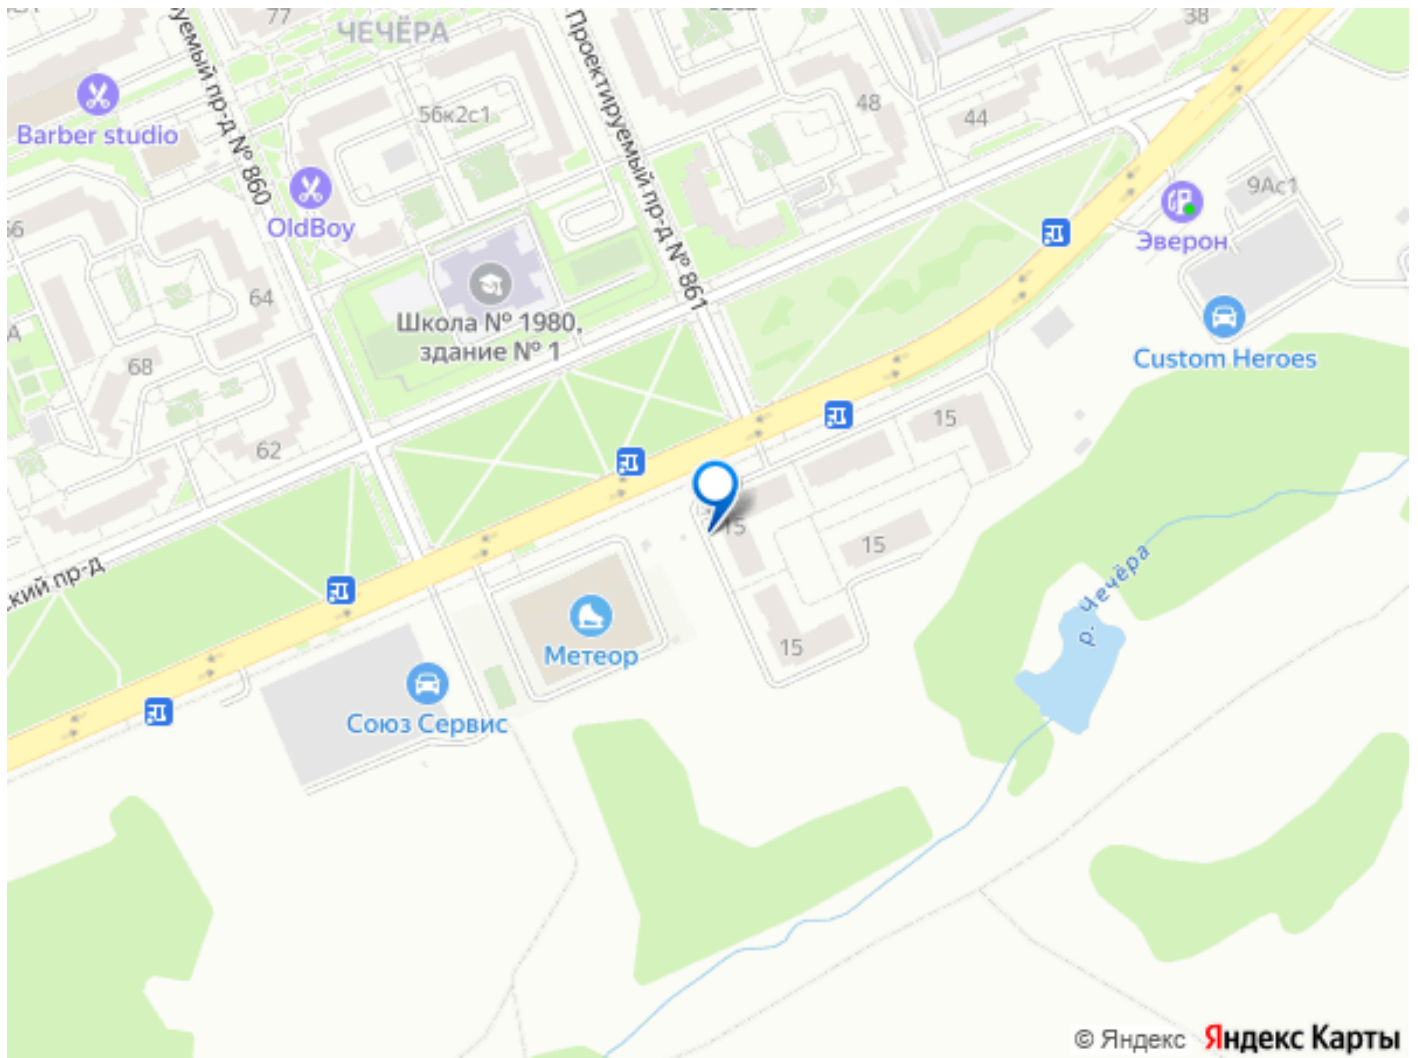 77
ЧЕЧЁРА
38
Barber studio
56к2с1
48
44
Проектируемый пр-д № 861
уемый пр-д № 860
OldBoy
9Ас1
Эверон
66
64
Школа № 1980,
здание № 1
Custom Heroes
68
62
15
15
15
15
кий пр-д
р. Чечёра
Метеор
Союз Сервис
© Яндекс Яндекс Карты